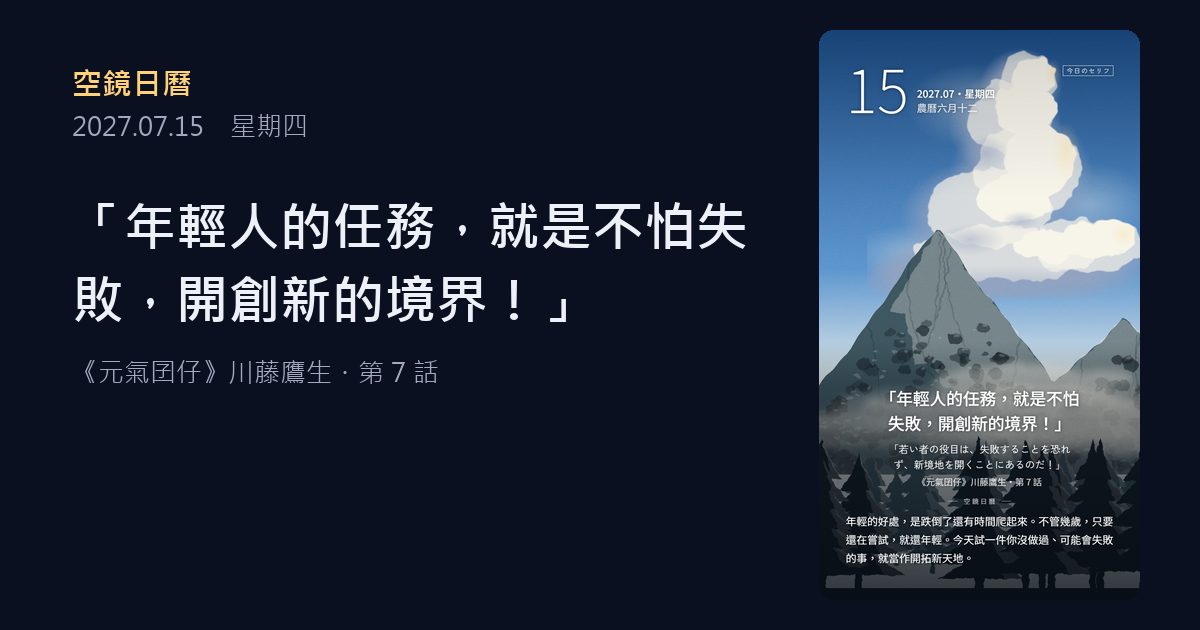 空鏡日曆
2027.07.15　星期四
「年輕人的任務，就是不怕失
敗，開創新的境界！」
《元氣囝仔》川藤鷹生・第 7 話
15
2027.07・星期四
農曆六月十二
今日のセリフ
「年輕人的任務，就是不怕
失敗，開創新的境界！」
「若い者の役目は、失敗することを恐れ
ず、新境地を開くことにあるのだ！」
《元氣囝仔》川藤鷹生・第 7 話
空鏡日曆
年輕的好處，是跌倒了還有時間爬起來。不管幾歲，只要
還在嘗試，就還年輕。今天試一件你沒做過、可能會失敗
的事，就當作開拓新天地。